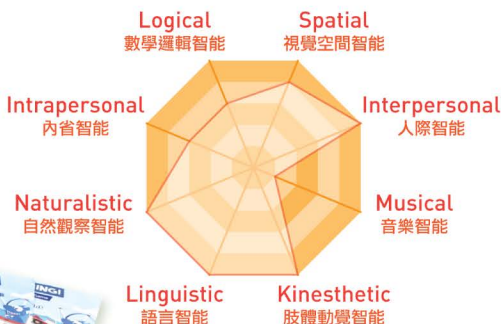 Logical
數學邏輯智能
Spatial
視覺空間智能
Intrapersonal
內省智能
Interpersonal
人際智能
Naturalistic
自然觀察智能
Musical
音樂智能
Linguistic
語言智能
Kinesthetic
肢體動覺智能